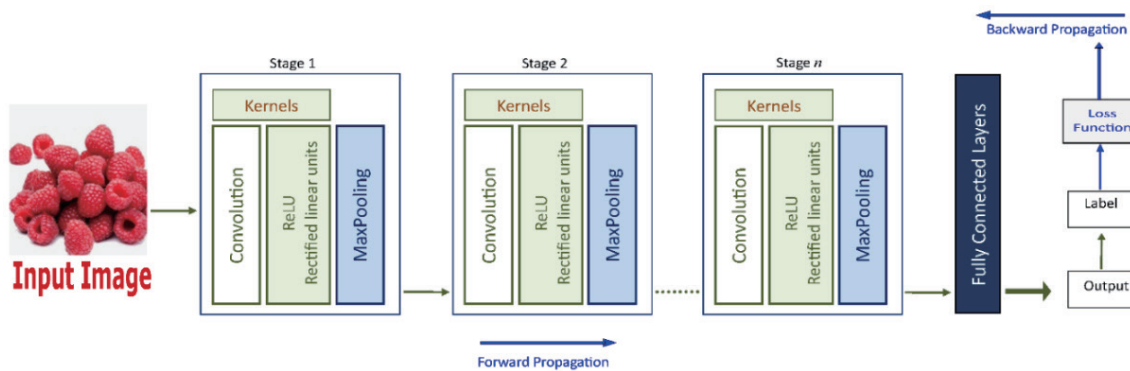 Backward Propagation
Stage 1
Stage 2
Stage n
Kernels
Convolution
ReLU
Rectified linear units
MaxPooling
Kernels
Convolution
ReLU
Rectified linear units
MaxPooling
Kernels
Convolution
ReLU
Rectified linear units
MaxPooling
Fully Connected Layers
Loss
Function
Label
Output
Input Image
Forward Propagation